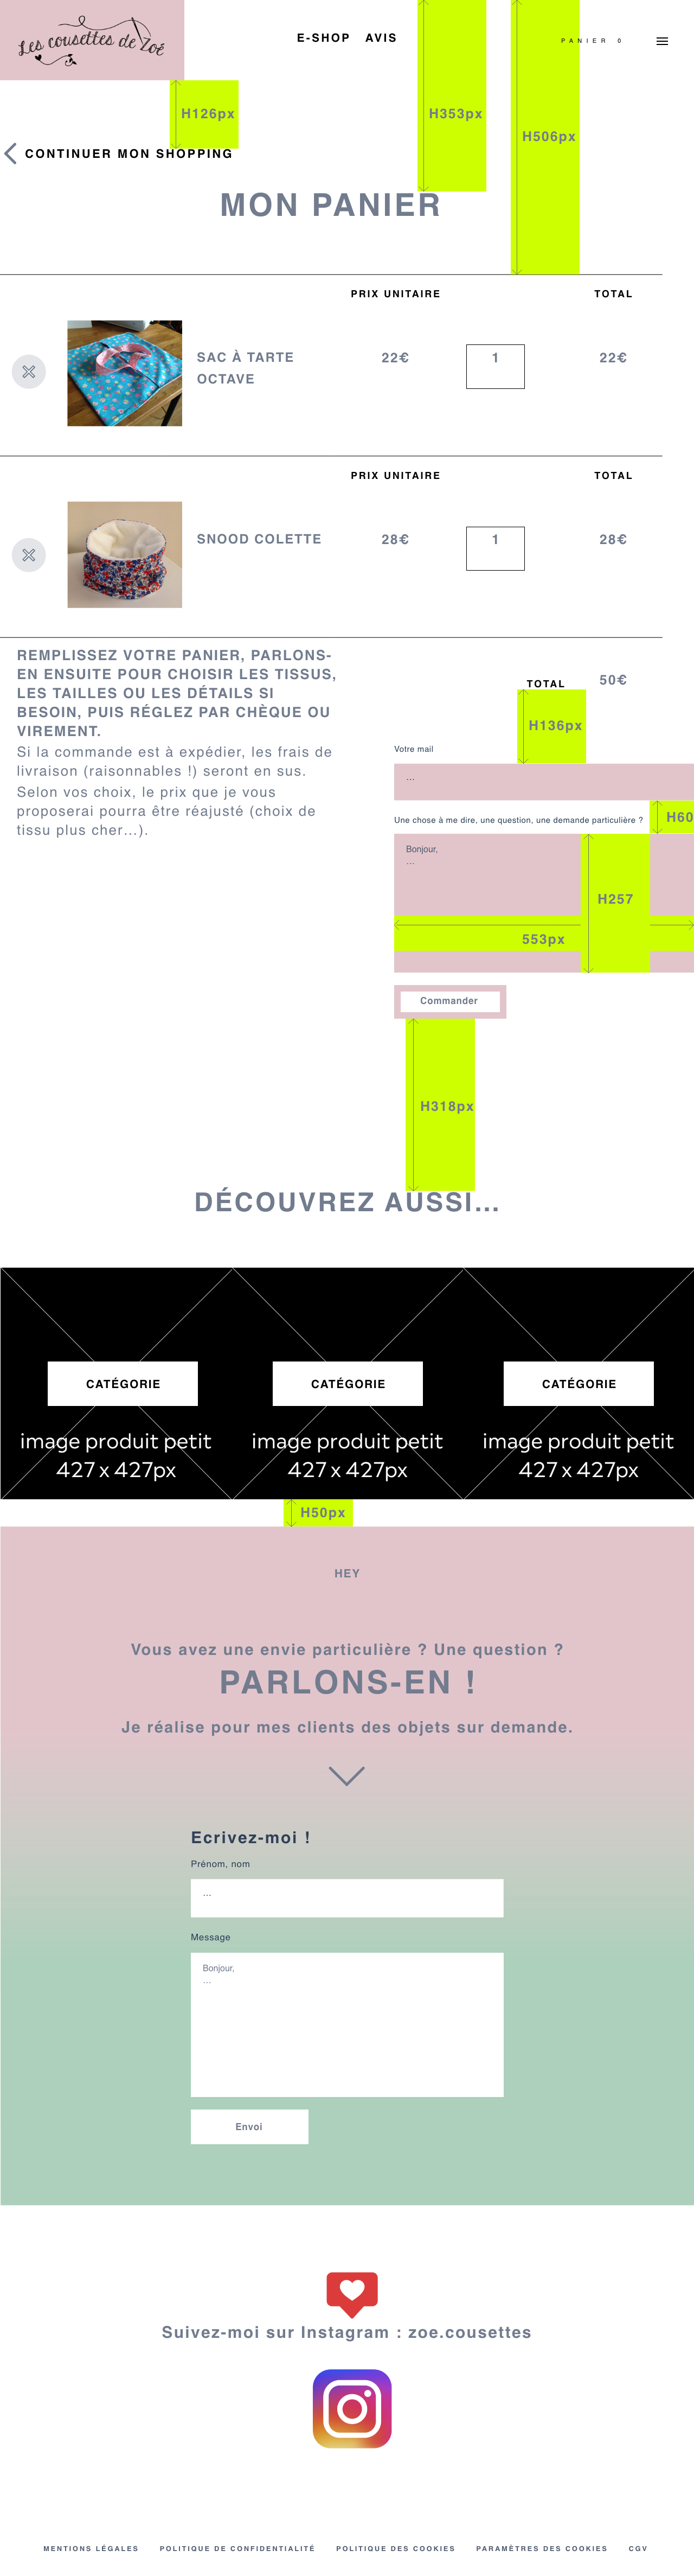 Les cousettes de Zoé
E-SHOP AVIS
PANIER 0
H126px
H353px
H506px
CONTINUER MON SHOPPING
MON PANIER
PRIX UNITAIRE TOTAL
SAC À TARTE
OCTAVE
22€ 1 22€
PRIX UNITAIRE TOTAL
SNOOD COLETTE 28€ 1 28€
REMPLISSEZ VOTRE PANIER, PARLONS-
EN ENSUITE POUR CHOISIR LES TISSUS,
LES TAILLES OU LES DÉTAILS SI
BESOIN, PUIS RÉGLEZ PAR CHÈQUE OU
VIREMENT.
Si la commande est à expédier, les frais de
livraison (raisonnables !) seront en sus.
Selon vos choix, le prix que je vous
proposerai pourra être réajusté (choix de
tissu plus cher...).
TOTAL 50€
H136px
Votre mail
...
H60
Une chose à me dire, une question, une demande particulière ?
Bonjour,
...
H257
553px
Commander
H318px
DÉCOUVREZ AUSSI...
CATÉGORIE CATÉGORIE CATÉGORIE
image produit petit image produit petit image produit petit
427 x 427px 427 x 427px 427 x 427px
H50px
HEY
Vous avez une envie particulière ? Une question ?
PARLONS-EN !
Je réalise pour mes clients des objets sur demande.
Ecrivez-moi !
Prénom, nom
...
Message
Bonjour,
...
Envoi
Suivez-moi sur Instagram : zoe.cousettes
MENTIONS LÉGALES POLITIQUE DE CONFIDENTIALITÉ POLITIQUE DES COOKIES PARAMÈTRES DES COOKIES CGV